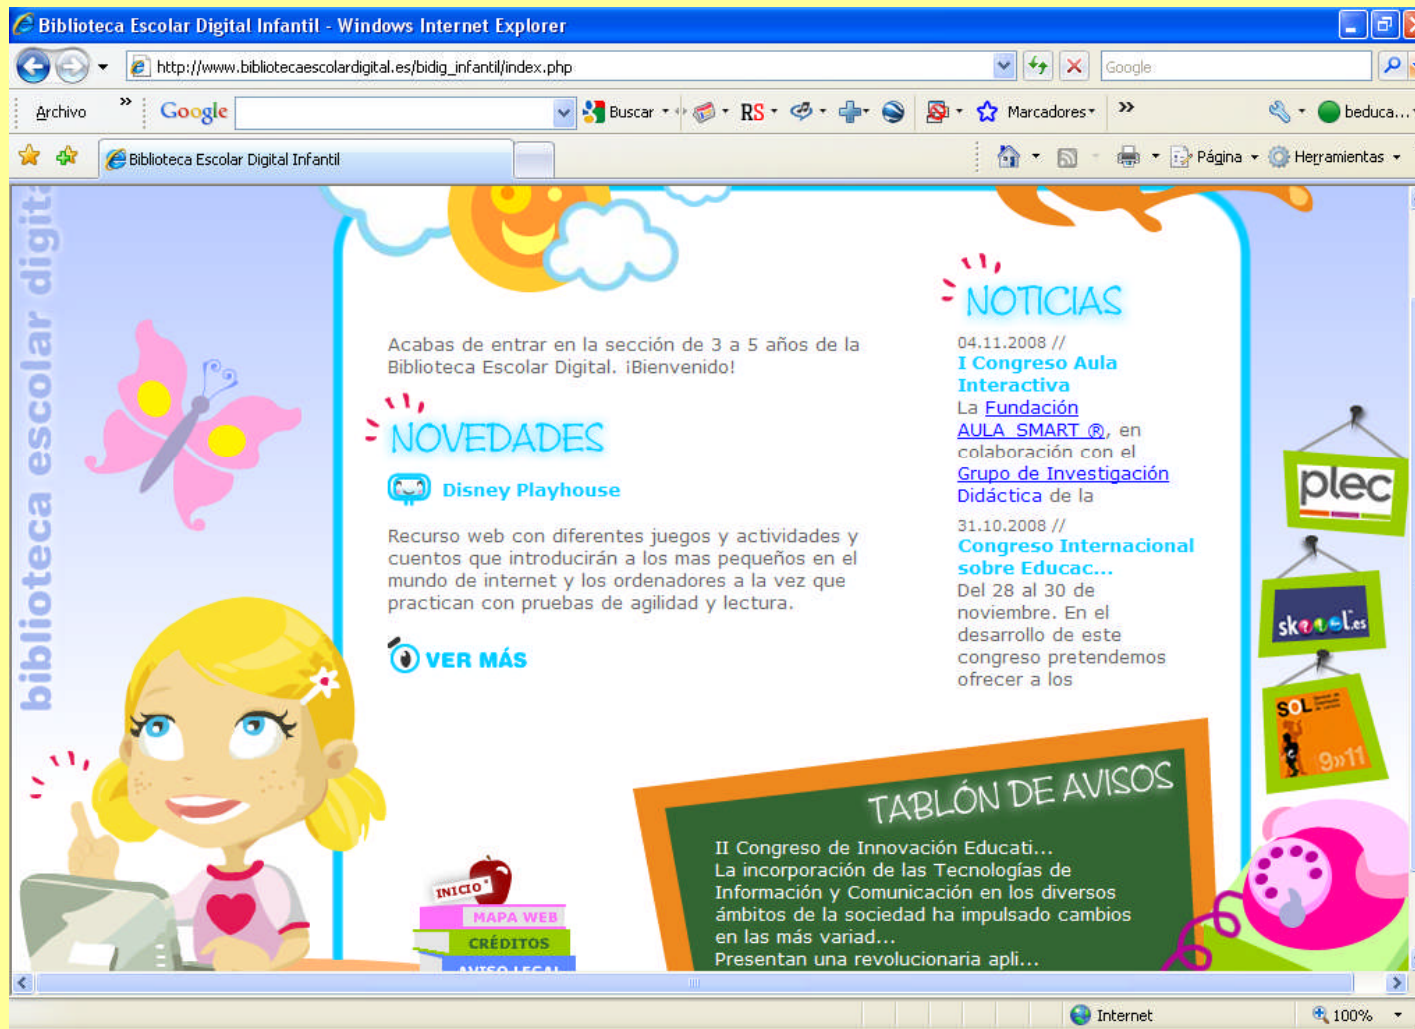 Biblioteca Escolar Digital Infantil - Windows Internet Explorer
http://www.bibliotecaescolardigital.es/bidig_infantil/index.php
Google
Archivo » Google Buscar RS Marcadores » beduca...
Biblioteca Escolar Digital Infantil
Página Herramientas
biblioteca escolar digita
Acabas de entrar en la sección de 3 a 5 años de la
Biblioteca Escolar Digital. ¡Bienvenido!
NOVEDADES
Disney Playhouse
Recurso web con diferentes juegos y actividades y
cuentos que introducirán a los mas pequeños en el
mundo de internet y los ordenadores a la vez que
practican con pruebas de agilidad y lectura.
VER MÁS
NOTICIAS
04.11.2008 //
I Congreso Aula
Interactiva
La Fundación
AULA SMART ®, en
colaboración con el
Grupo de Investigación
Didáctica de la
31.10.2008 //
Congreso Internacional
sobre Educac...
Del 28 al 30 de
noviembre. En el
desarrollo de este
congreso pretendemos
ofrecer a los
plec
skoool.es
SOL
9»11
TABLÓN DE AVISOS
II Congreso de Innovación Educati...
La incorporación de las Tecnologías de
Información y Comunicación en los diversos
ámbitos de la sociedad ha impulsado cambios
en las más variad...
Presentan una revolucionaria apli...
INICIO
MAPA WEB
CRÉDITOS
AVISO LEGAL
Internet
100%